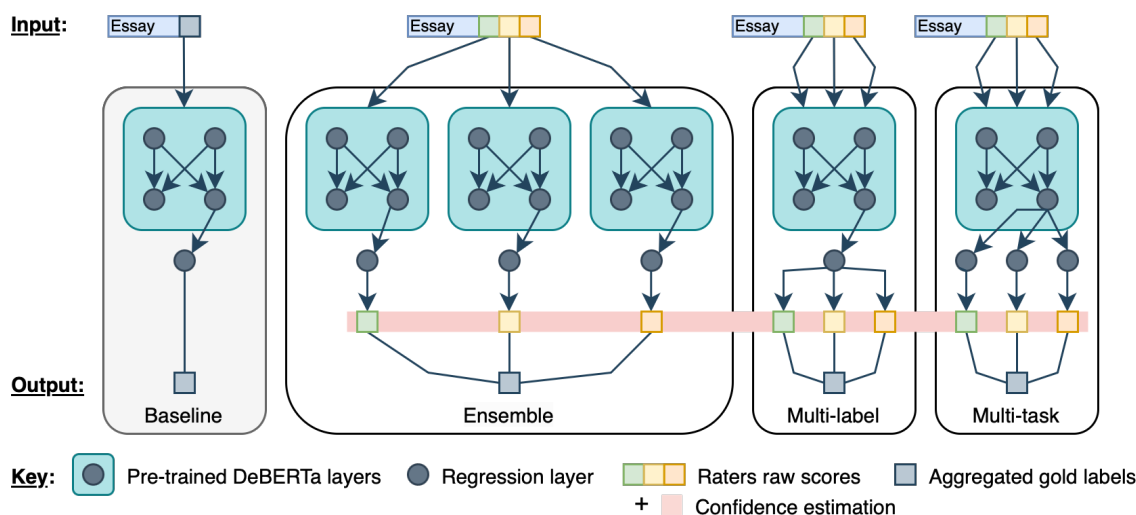 Input: Essay Essay Essay Essay
Output:
Baseline Ensemble Multi-label Multi-task
Key: Pre-trained DeBERTa layers Regression layer Raters raw scores Aggregated gold labels
+ Confidence estimation